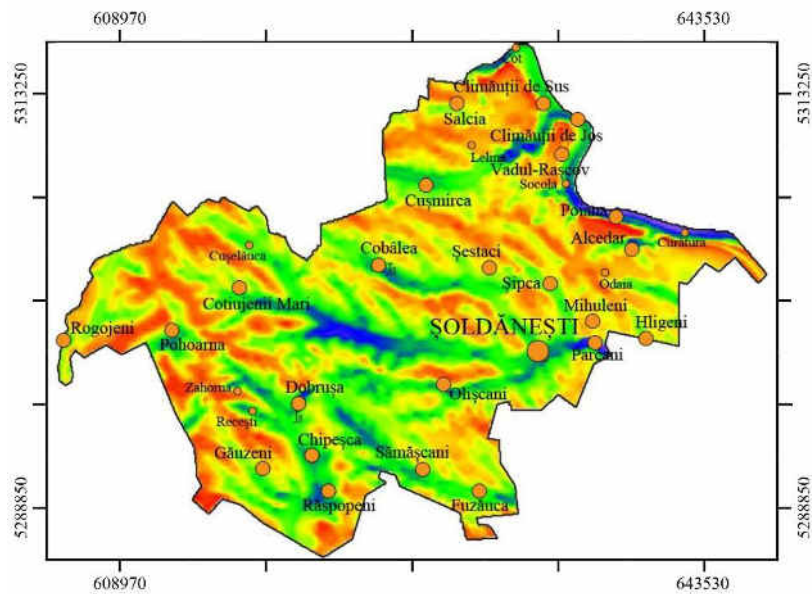 608970
643530
5313250
5313250
Zot
Climăuții de Sus
Salcia
Climăuții de Jos
Lelina
Vadul-Rașcov
Socola
Cușmirca
Poiana
Curătura
Alcedar
Cușelăuca
Cobâlea
Șestaci
Șipca
Odaia
Cotiujenii Mari
Mihuleni
Rogojeni
Pohoarna
ȘOLDĂNEȘTI
Hligeni
Parcani
Zahorna
Dobrușa
Olișcani
Recești
Chipeșca
Găuzeni
Sămășcani
Răspopeni
Fuzăuca
5288850
5288850
608970
643530